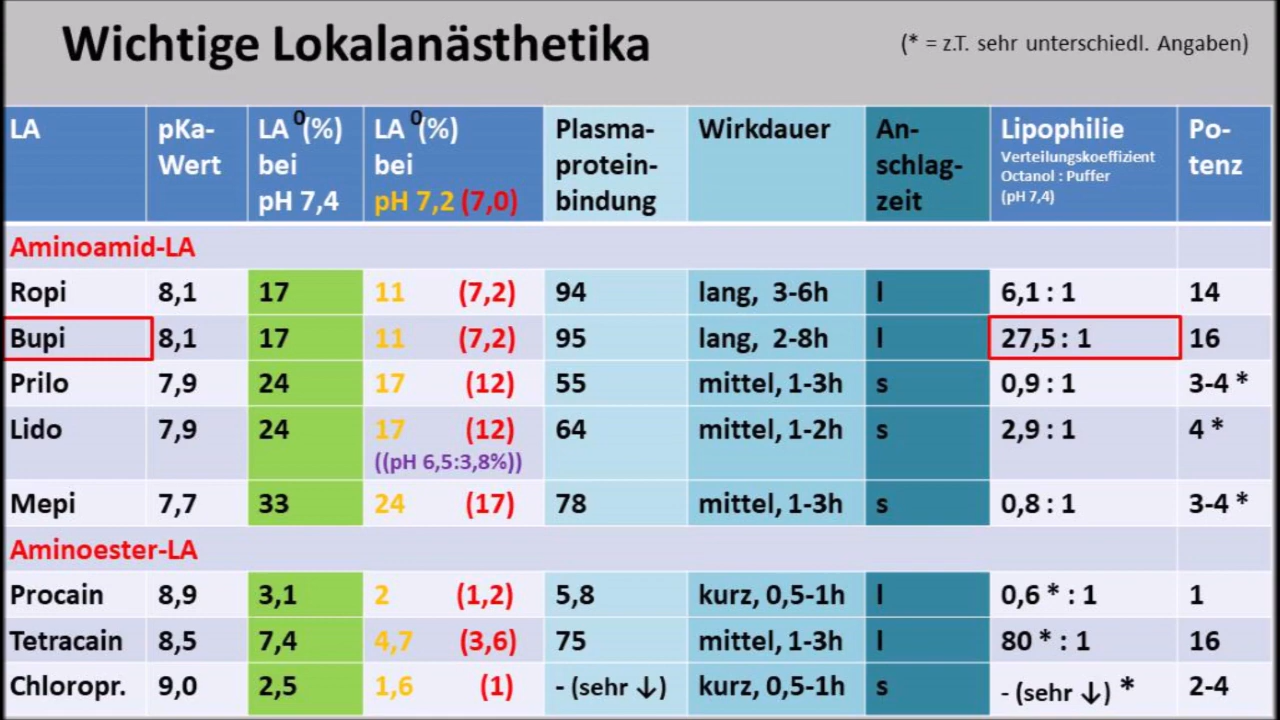 Wichtige Lokalanästhetika
(* = z.T. sehr unterschiedl. Angaben)
LA
pKa-
Wert
LA 0 (%)
bei
pH 7,4
LA 0 (%)
bei
pH 7,2 (7,0)
Plasma-
protein-
bindung
Wirkdauer
An-
schlag-
zeit
Lipophilie
Verteilungskoeffizient
Octanol : Puffer
(pH 7,4)
Po-
tenz
Aminoamid-LA
Ropi 8,1 17 11 (7,2) 94 lang, 3-6h l 6,1 : 1 14
Bupi 8,1 17 11 (7,2) 95 lang, 2-8h l 27,5 : 1 16
Prilo 7,9 24 17 (12) 55 mittel, 1-3h s 0,9 : 1 3-4 *
Lido 7,9 24 17 (12) 64 mittel, 1-2h s 2,9 : 1 4 *
((pH 6,5:3,8%))
Mepi 7,7 33 24 (17) 78 mittel, 1-3h s 0,8 : 1 3-4 *
Aminoester-LA
Procain 8,9 3,1 2 (1,2) 5,8 kurz, 0,5-1h l 0,6 * : 1 1
Tetracain 8,5 7,4 4,7 (3,6) 75 mittel, 1-3h l 80 * : 1 16
Chloropr. 9,0 2,5 1,6 (1) - (sehr ↓) kurz, 0,5-1h s - (sehr ↓) * 2-4